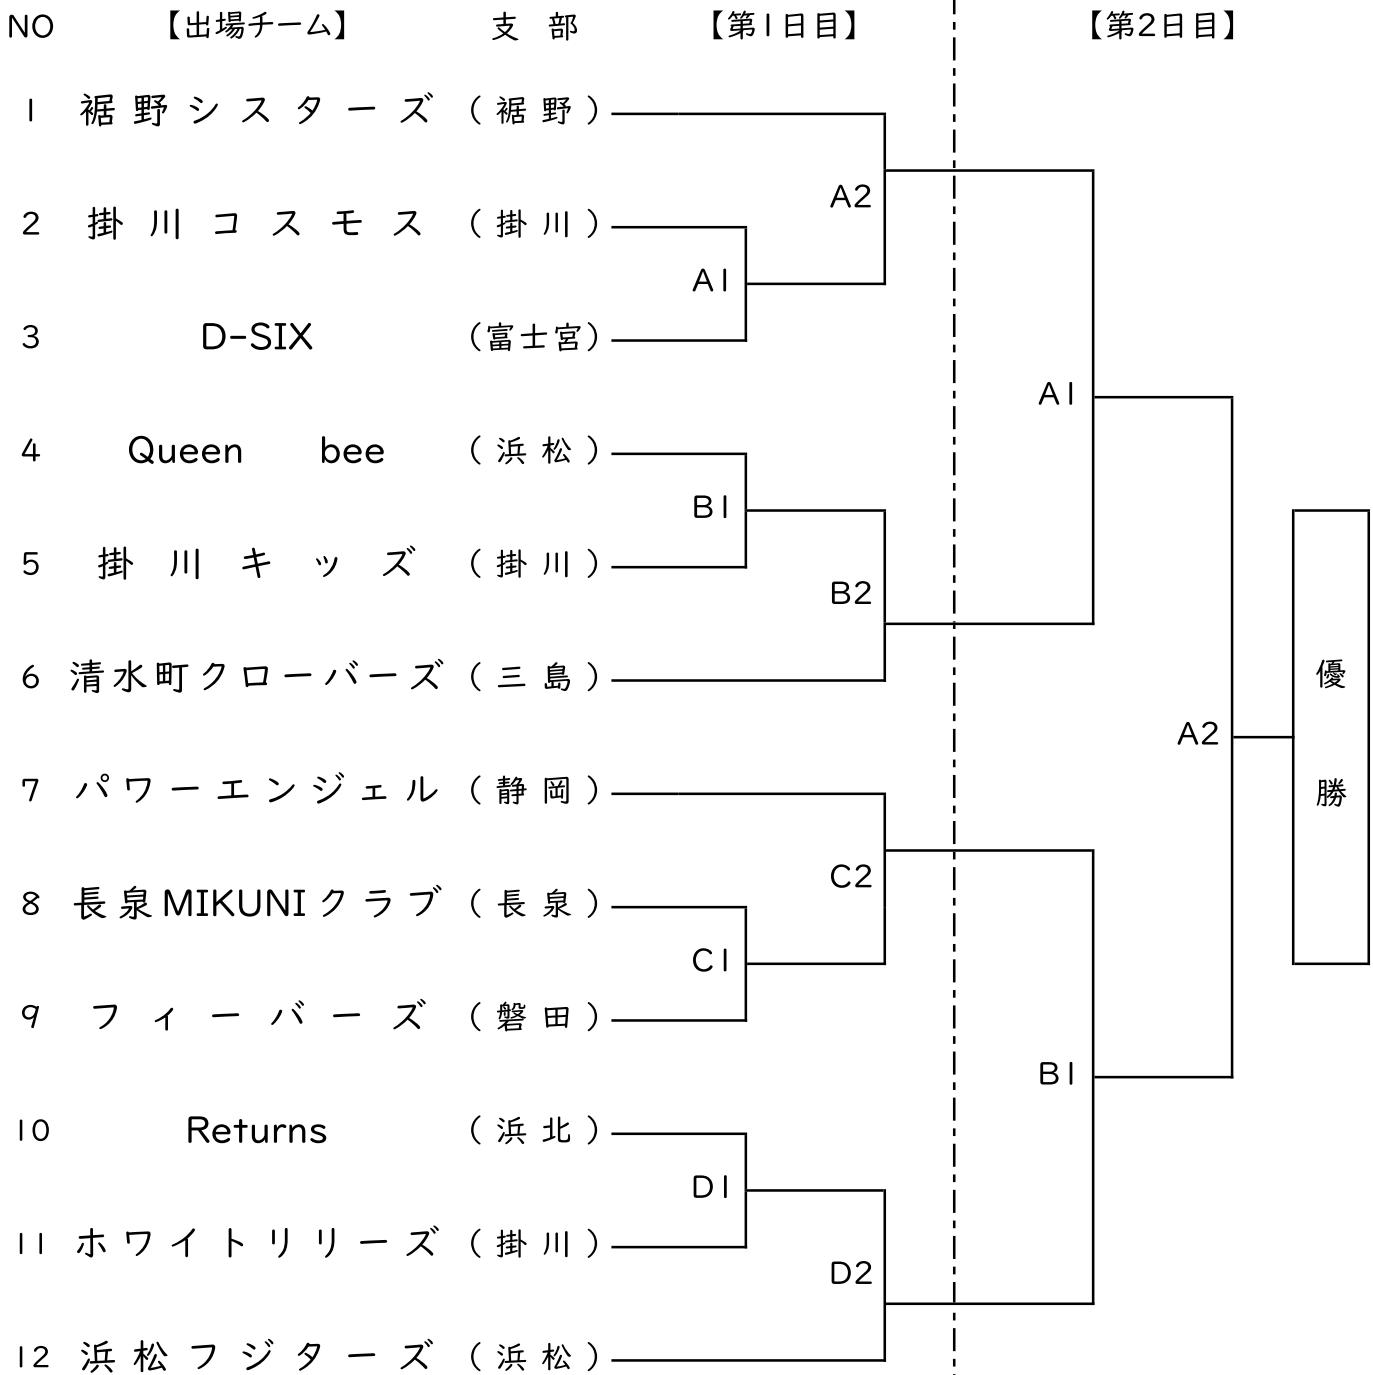 NO 【出場チーム】 支 部 【第1日目】 【第2日目】
1 裾野シスターズ （裾野）
A2
2 掛川コスモス （掛川）
A1
3 D-SIX （富士宮）
A1
4 Queen bee （浜松）
B1
5 掛川キッズ （掛川）
B2
6 清水町クローバーズ （三島）
優
A2
7 パワーエンジェル （静岡）
勝
C2
8 長泉MIKUNIクラブ （長泉）
C1
9 フィーバーズ （磐田）
B1
10 Returns （浜北）
D1
11 ホワイトリリーズ （掛川）
D2
12 浜松フジターズ （浜松）